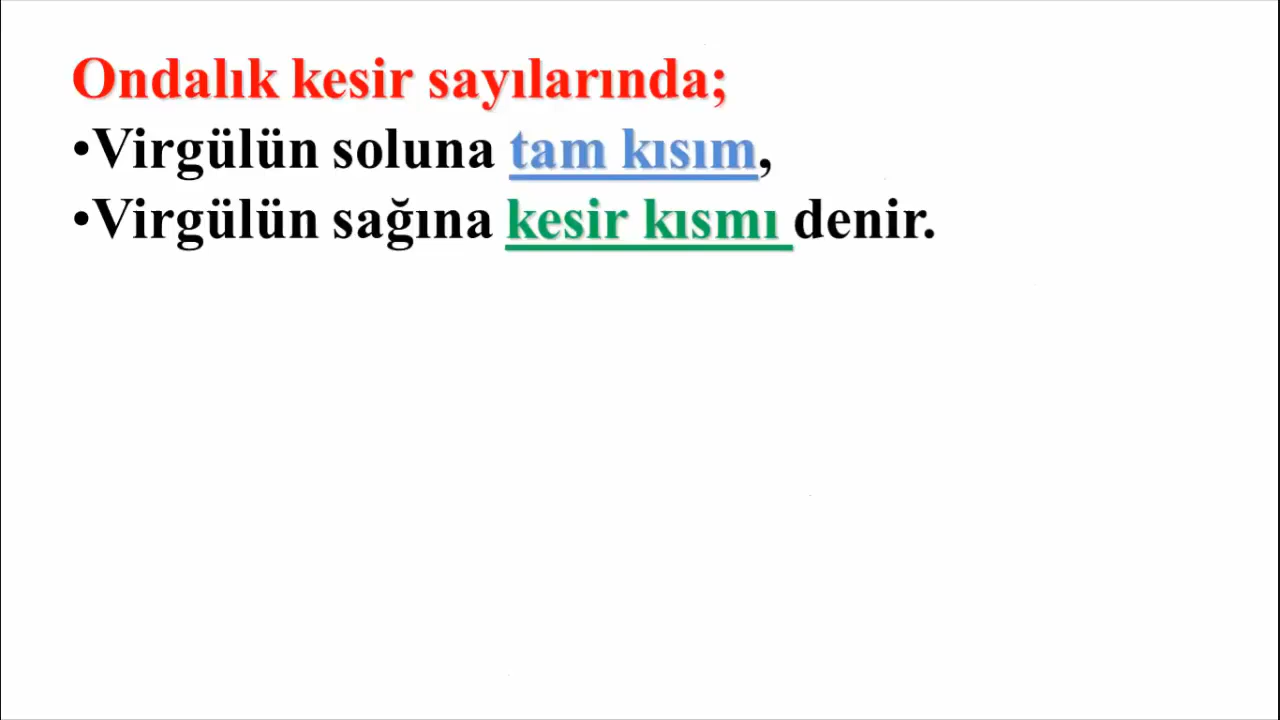 Ondalık kesir sayılarında;
•Virgülün soluna tam kısım,
•Virgülün sağına kesir kısmı denir.